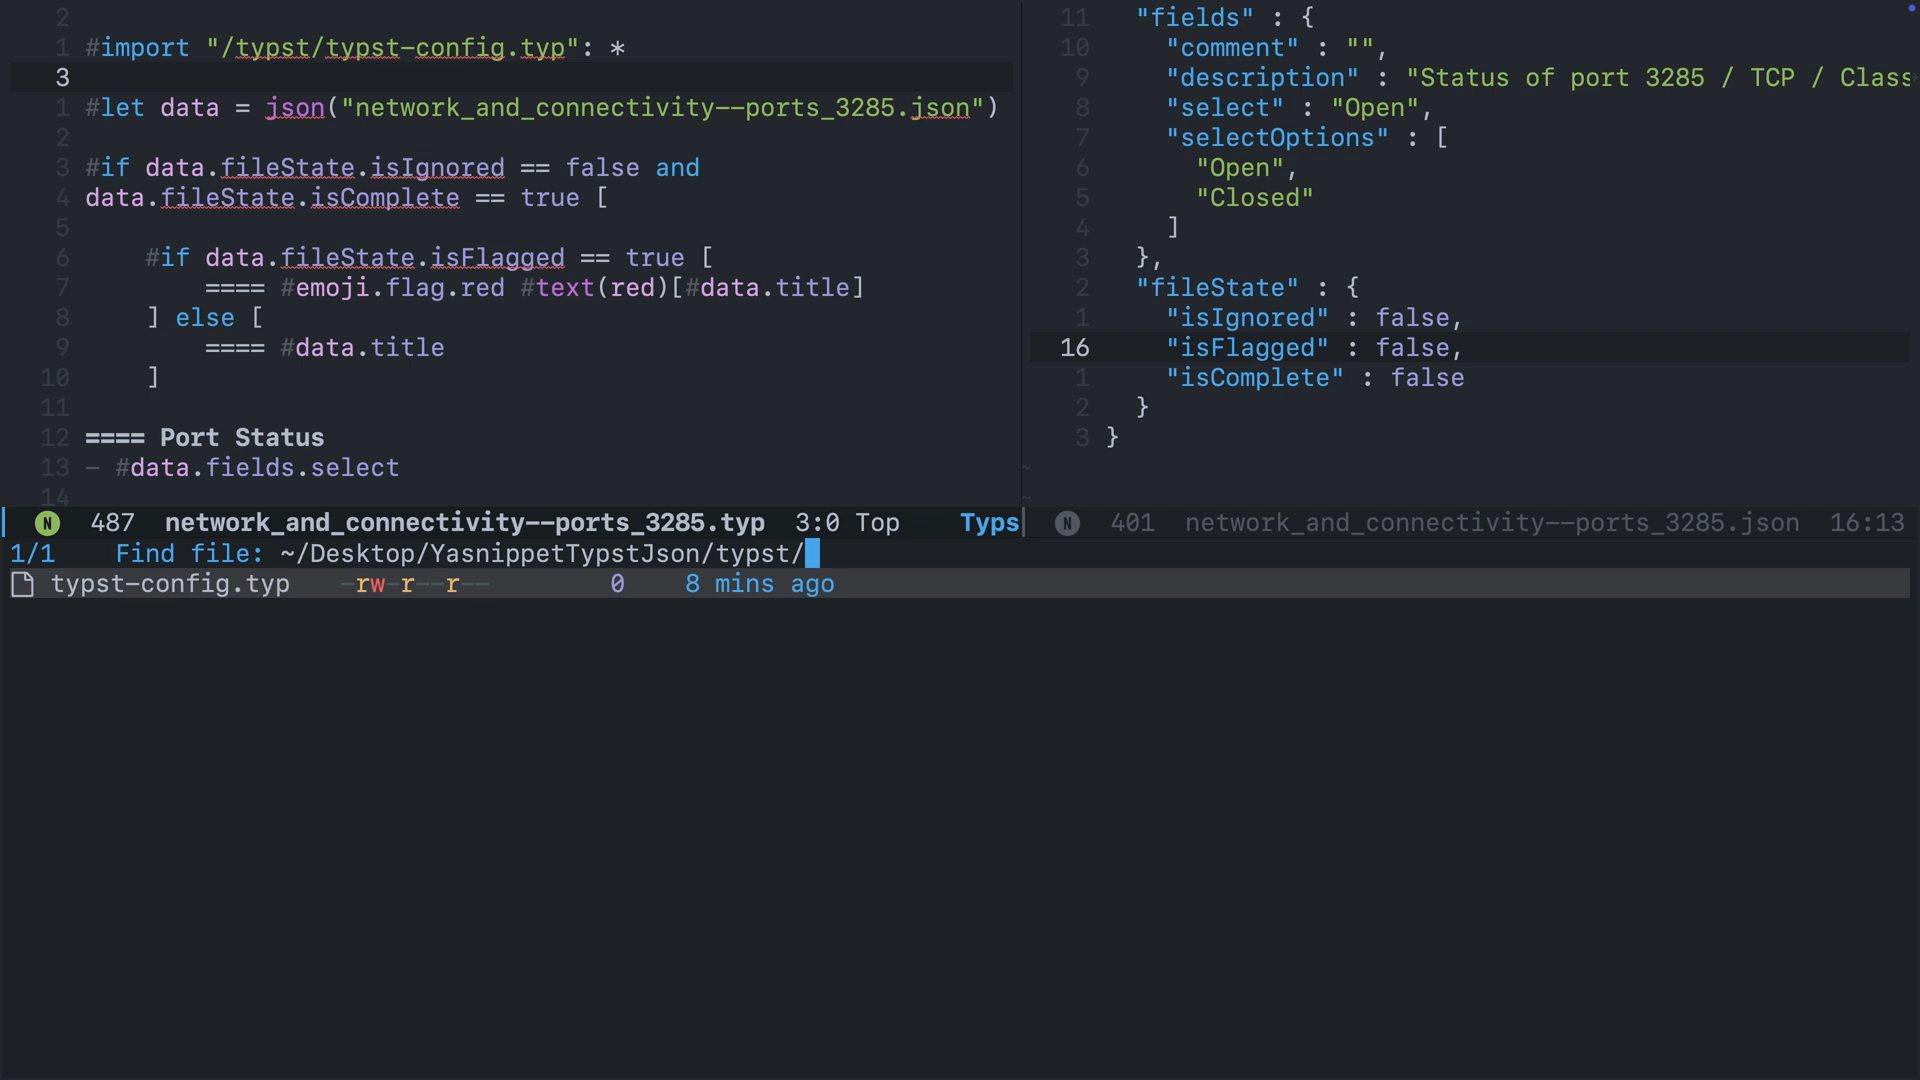 2
1 #import "/typst/typst-config.typ": *
3
1 #let data = json("network_and_connectivity--ports_3285.json")
2
3 #if data.fileState.isIgnored == false and
4 data.fileState.isComplete == true [
5
6     #if data.fileState.isFlagged == true [
7         ==== #emoji.flag.red #text(red)[#data.title]
8     ] else [
9         ==== #data.title
10     ]
11
12 ==== Port Status
13 - #data.fields.select
14
N 487 network_and_connectivity--ports_3285.typ 3:0 Top Typs
11   "fields" : {
10     "comment" : "",
9     "description" : "Status of port 3285 / TCP / Class
8     "select" : "Open",
7     "selectOptions" : [
6       "Open",
5       "Closed"
4     ]
3   },
2   "fileState" : {
1     "isIgnored" : false,
16     "isFlagged" : false,
1     "isComplete" : false
2   }
3 }
~
~
N 401 network_and_connectivity--ports_3285.json 16:13
1/1 Find file: ~/Desktop/YasnippetTypstJson/typst/
typst-config.typ -rw-r--r-- 0 8 mins ago